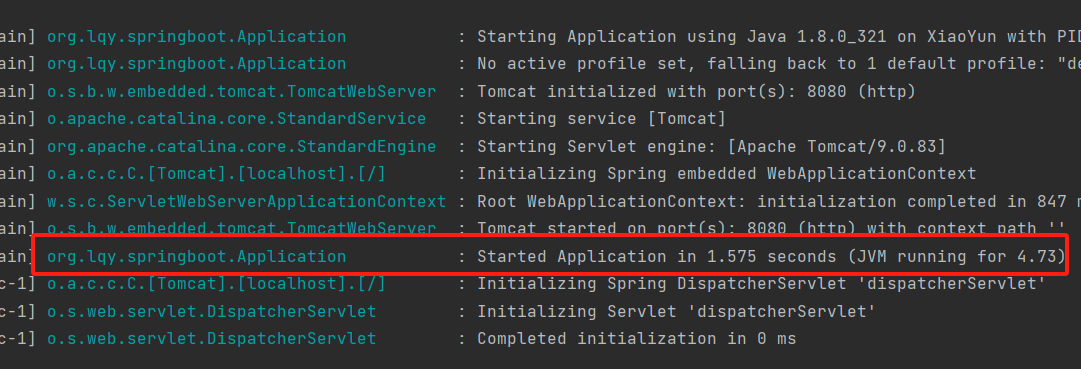 ain] org.lqy.springboot.Application : Starting Application using Java 1.8.0_321 on XiaoYun with PID
ain] org.lqy.springboot.Application : No active profile set, falling back to 1 default profile: "de
ain] o.s.b.w.embedded.tomcat.TomcatWebServer : Tomcat initialized with port(s): 8080 (http)
ain] o.apache.catalina.core.StandardService : Starting service [Tomcat]
ain] org.apache.catalina.core.StandardEngine : Starting Servlet engine: [Apache Tomcat/9.0.83]
ain] o.a.c.c.C.[Tomcat].[localhost].[/] : Initializing Spring embedded WebApplicationContext
ain] w.s.c.ServletWebServerApplicationContext : Root WebApplicationContext: initialization completed in 847 m
ain] o.s.b.w.embedded.tomcat.TomcatWebServer : Tomcat started on port(s): 8080 (http) with context path ''
ain] org.lqy.springboot.Application : Started Application in 1.575 seconds (JVM running for 4.73)
c-1] o.a.c.c.C.[Tomcat].[localhost].[/] : Initializing Spring DispatcherServlet 'dispatcherServlet'
c-1] o.s.web.servlet.DispatcherServlet : Initializing Servlet 'dispatcherServlet'
c-1] o.s.web.servlet.DispatcherServlet : Completed initialization in 0 ms